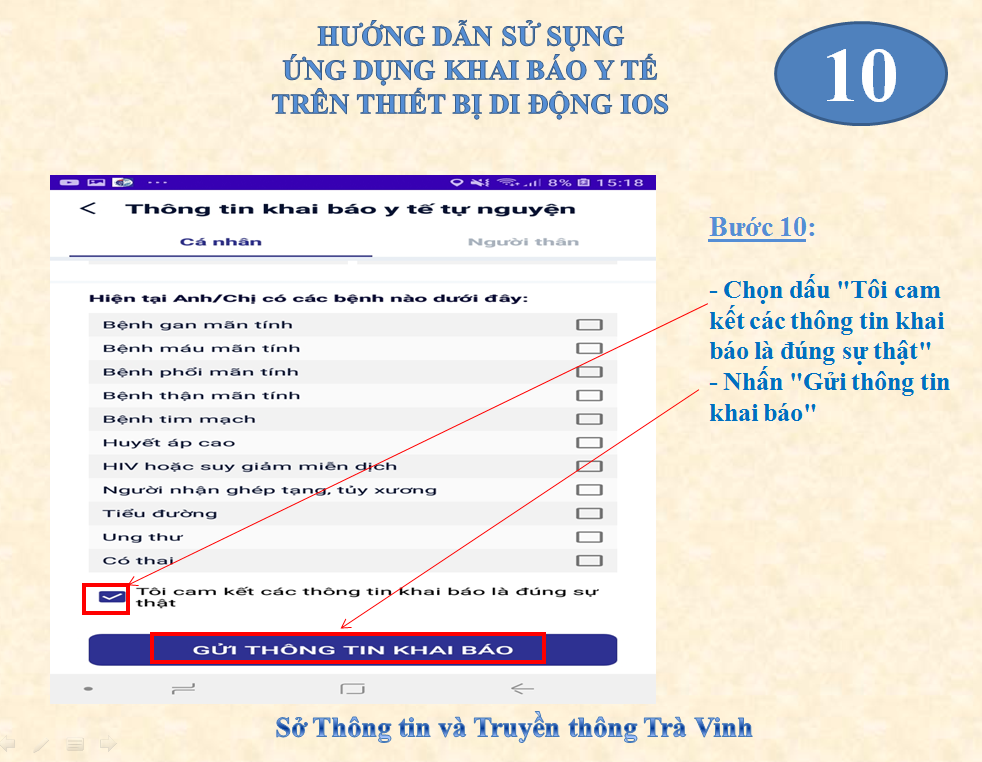 HƯỚNG DẪN SỬ SỤNG
ỨNG DỤNG KHAI BÁO Y TẾ
TRÊN THIẾT BỊ DI ĐỘNG IOS
10
8% 15:18
< Thông tin khai báo y tế tự nguyện
Cá nhân Người thân
Hiện tại Anh/Chị có các bệnh nào dưới đây:
Bệnh gan mãn tính
Bệnh máu mãn tính
Bệnh phổi mãn tính
Bệnh thận mãn tính
Bệnh tim mạch
Huyết áp cao
HIV hoặc suy giảm miễn dịch
Người nhận ghép tạng, tủy xương
Tiểu đường
Ung thư
Có thai
Tôi cam kết các thông tin khai báo là đúng sự
thật
GỬI THÔNG TIN KHAI BÁO
Bước 10:
- Chọn dấu "Tôi cam
kết các thông tin khai
báo là đúng sự thật"
- Nhấn "Gửi thông tin
khai báo"
Sở Thông tin và Truyền thông Trà Vinh